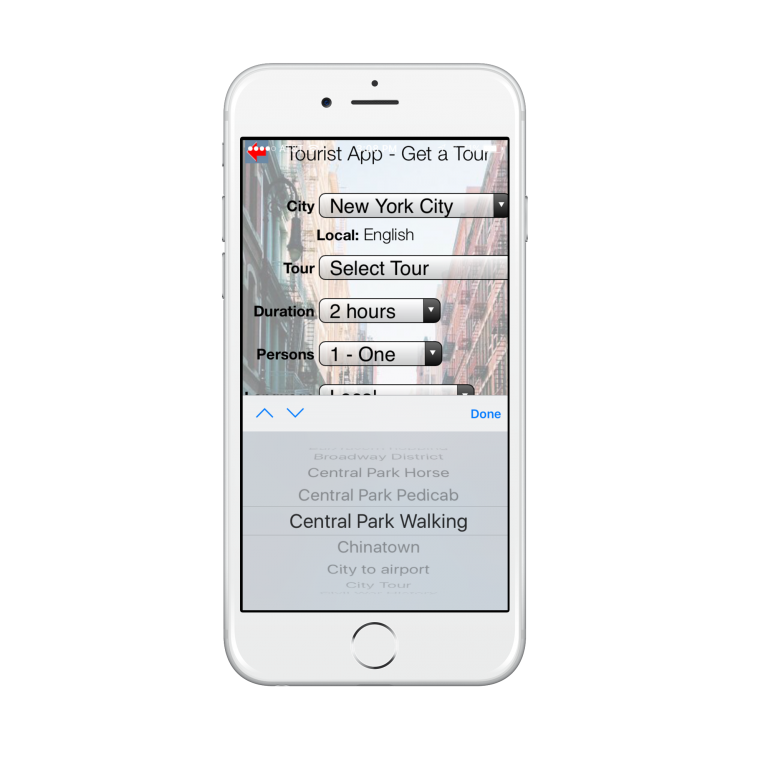 Tourist App - Get a Tour
City New York City
Local: English
Tour Select Tour
Duration 2 hours
Persons 1 - One
Local
Done
Broadway District
Central Park Horse
Central Park Pedicab
Central Park Walking
Chinatown
City to airport
City Tour